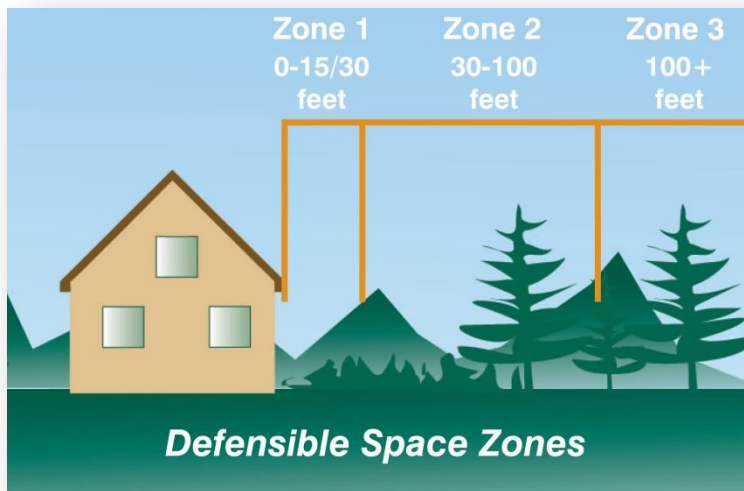 Zone 1
0-15/30
feet
Zone 2
30-100
feet
Zone 3
100+
feet
Defensible Space Zones